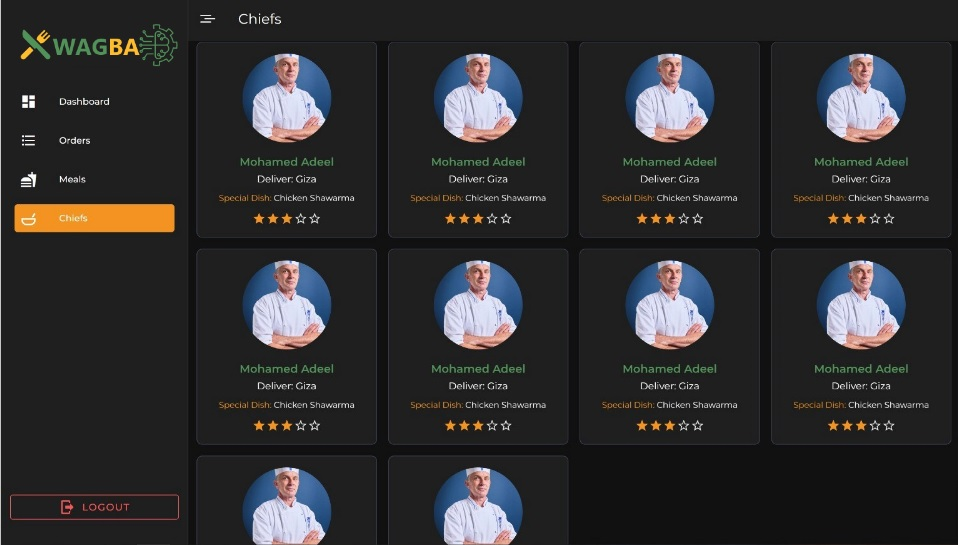 WAGBA
Dashboard
Orders
Meals
Chiefs
LOGOUT
Chiefs
Mohamed Adeel
Deliver: Giza
Special Dish: Chicken Shawarma
Mohamed Adeel
Deliver: Giza
Special Dish: Chicken Shawarma
Mohamed Adeel
Deliver: Giza
Special Dish: Chicken Shawarma
Mohamed Adeel
Deliver: Giza
Special Dish: Chicken Shawarma
Mohamed Adeel
Deliver: Giza
Special Dish: Chicken Shawarma
Mohamed Adeel
Deliver: Giza
Special Dish: Chicken Shawarma
Mohamed Adeel
Deliver: Giza
Special Dish: Chicken Shawarma
Mohamed Adeel
Deliver: Giza
Special Dish: Chicken Shawarma